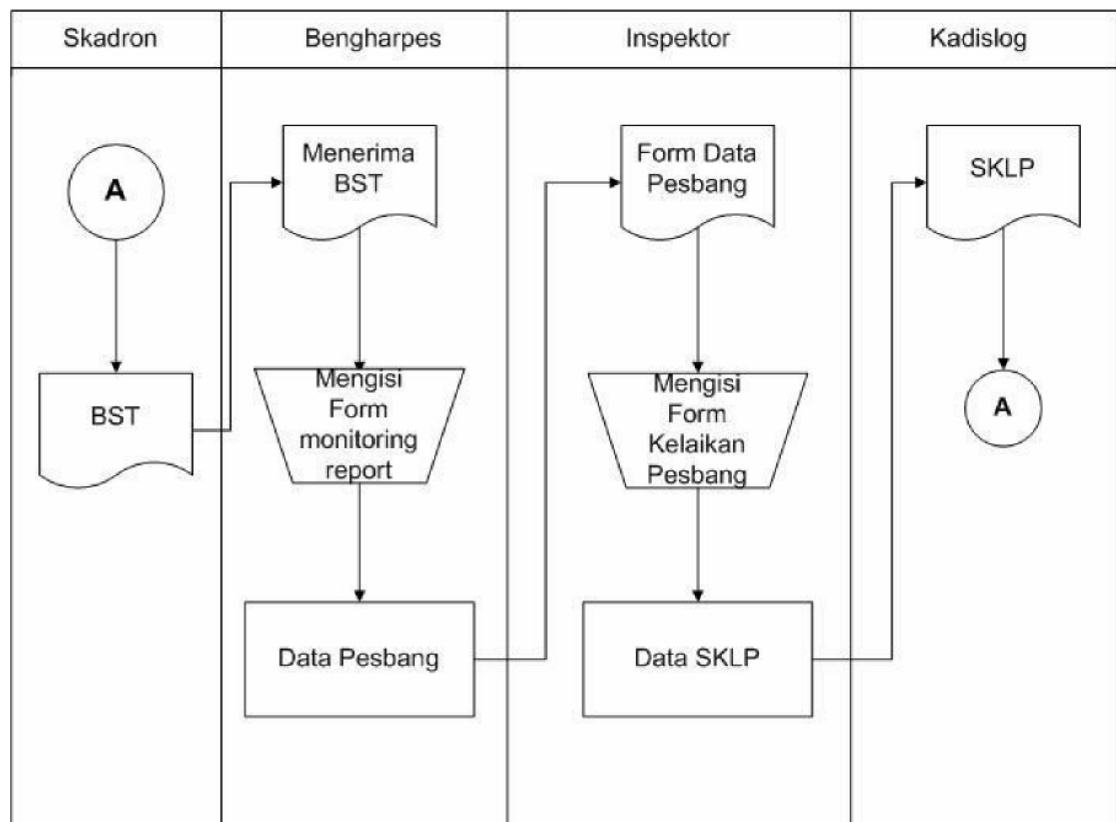 Skadron
Bengharpes
Inspektor
Kadislog
A
BST
Menerima
BST
Mengisi
Form
monitoring
report
Data Pesbang
Form Data
Pesbang
Mengisi
Form
Kelaikan
Pesbang
Data SKLP
SKLP
A